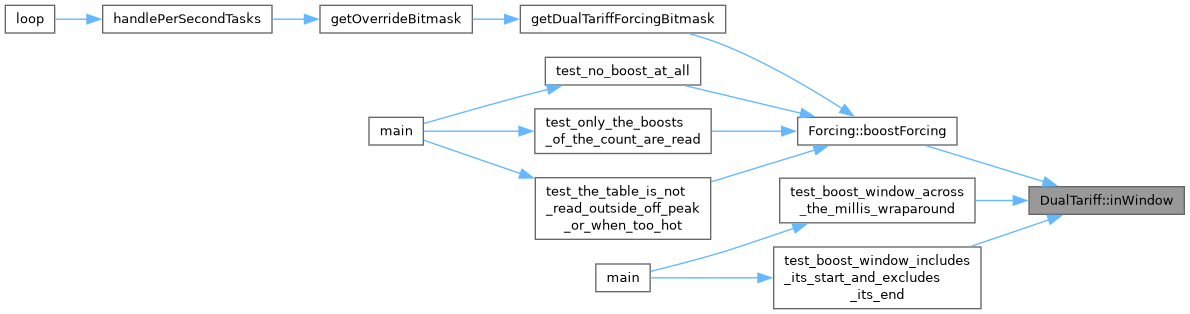 loop
handlePerSecondTasks
getOverrideBitmask
getDualTariffForcingBitmask
test_no_boost_at_all
main
test_only_the_boosts
_of_the_count_are_read
Forcing::boostForcing
test_the_table_is_not
_read_outside_off_peak
_or_when_too_hot
test_boost_window_across
_the_millis_wraparound
DualTariff::inWindow
main
test_boost_window_includes
_its_start_and_excludes
_its_end